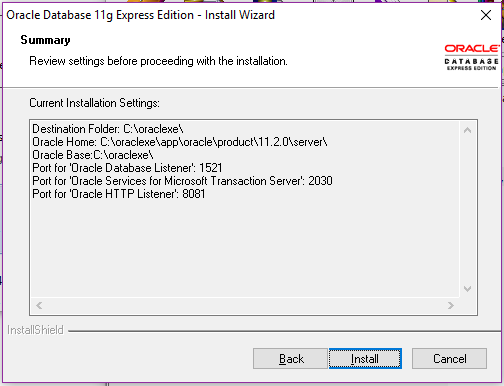 Oracle Database 11g Express Edition - Install Wizard
Summary
Review settings before proceeding with the installation.
ORACLE
DATABASE
EXPRESS EDITION
Current Installation Settings:
Destination Folder: C:\oraclexe\
Oracle Home: C:\oraclexe\app\oracle\product\11.2.0\server\
Oracle Base:C:\oraclexe\
Port for 'Oracle Database Listener': 1521
Port for 'Oracle Services for Microsoft Transaction Server': 2030
Port for 'Oracle HTTP Listener': 8081
InstallShield
Back
Install
Cancel